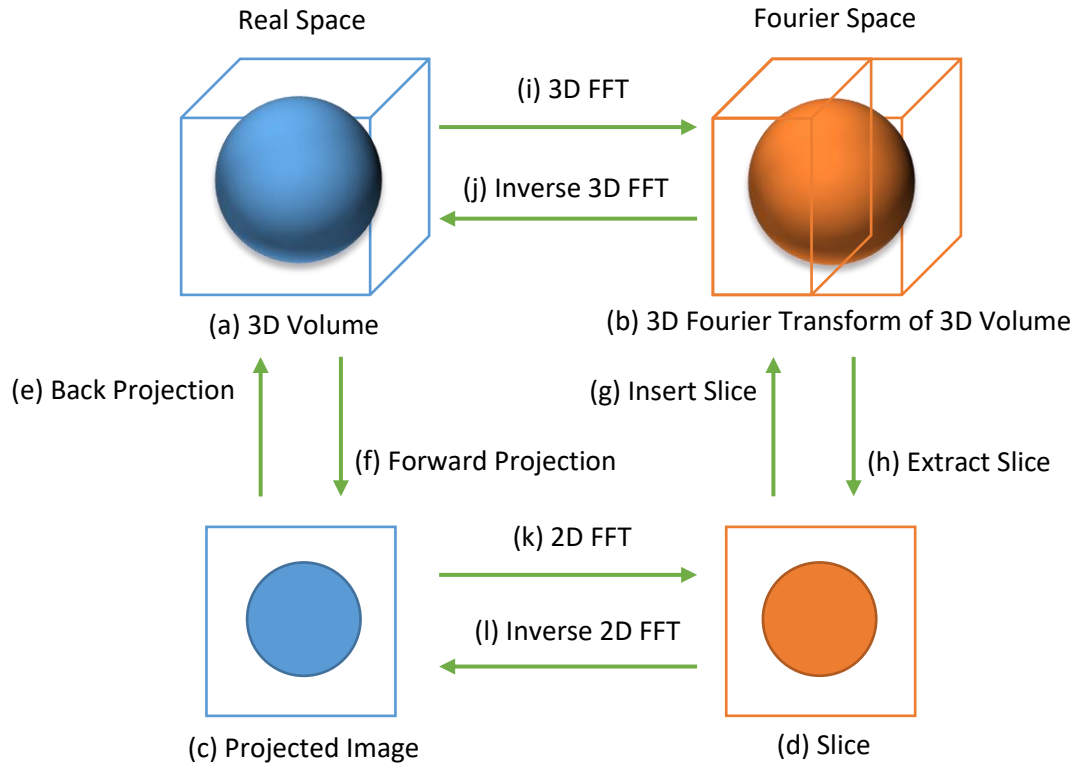 Real Space
Fourier Space
(i) 3D FFT
(j) Inverse 3D FFT
(a) 3D Volume
(b) 3D Fourier Transform of 3D Volume
(e) Back Projection
(g) Insert Slice
(f) Forward Projection
(h) Extract Slice
(k) 2D FFT
(l) Inverse 2D FFT
(c) Projected Image
(d) Slice